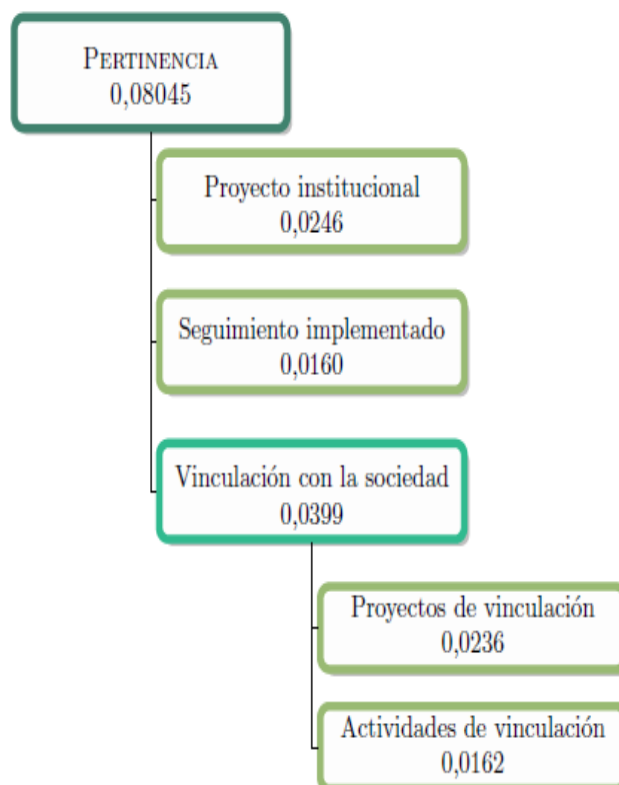 PERTINENCIA
0,08045
Proyecto institucional
0,0246
Seguimiento implementado
0,0160
Vinculación con la sociedad
0,0399
Proyectos de vinculación
0,0236
Actividades de vinculación
0,0162